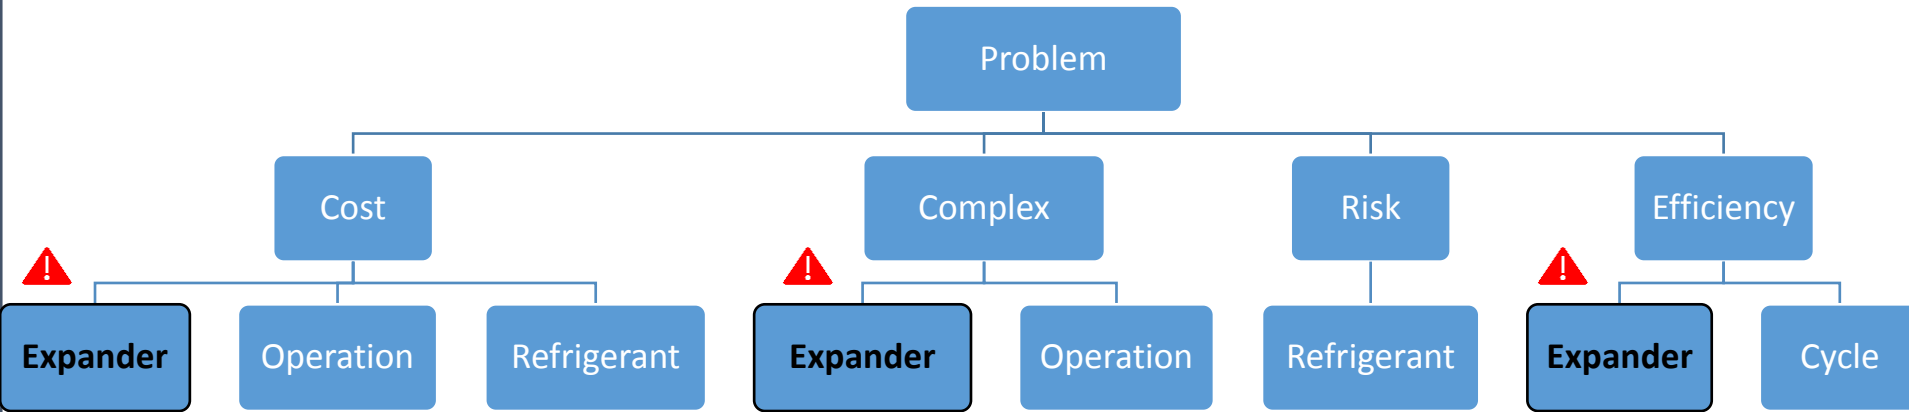 Problem
Cost
Complex
Risk
Efficiency
!
!
!
Expander
Operation
Refrigerant
Expander
Operation
Refrigerant
Expander
Cycle